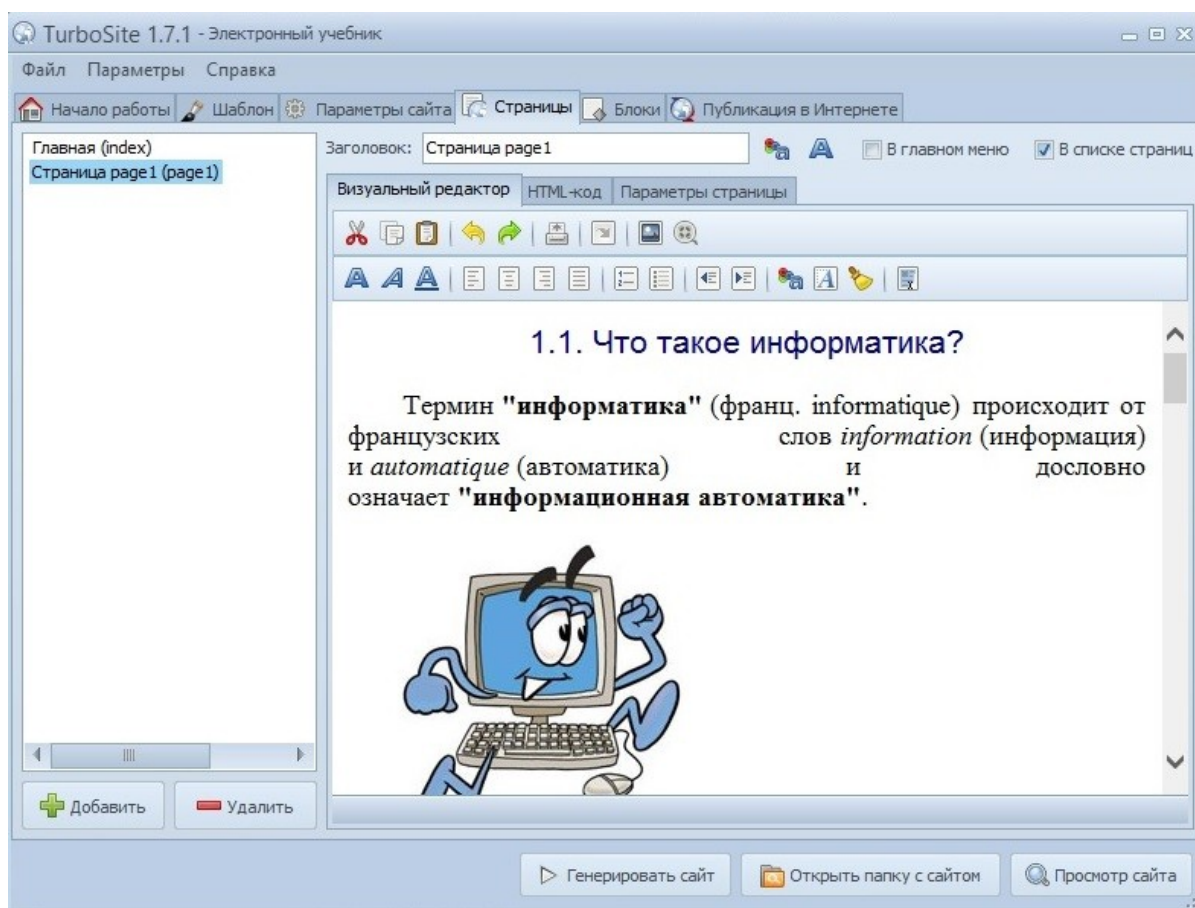 TurboSite 1.7.1 - Электронный учебник
Файл Параметры Справка
Начало работы Шаблон Параметры сайта Страницы Блоки Публикация в Интернете
Главная (index)
Страница page1 (page1)
Заголовок: Страница page1 В главном меню В списке страниц
Визуальный редактор HTML-код Параметры страницы
1.1. Что такое информатика?
Термин "информатика" (франц. informatique) происходит от
французских слов information (информация)
и automatique (автоматика) и дословно
означает "информационная автоматика".
Добавить Удалить
Генерировать сайт Открыть папку с сайтом Просмотр сайта